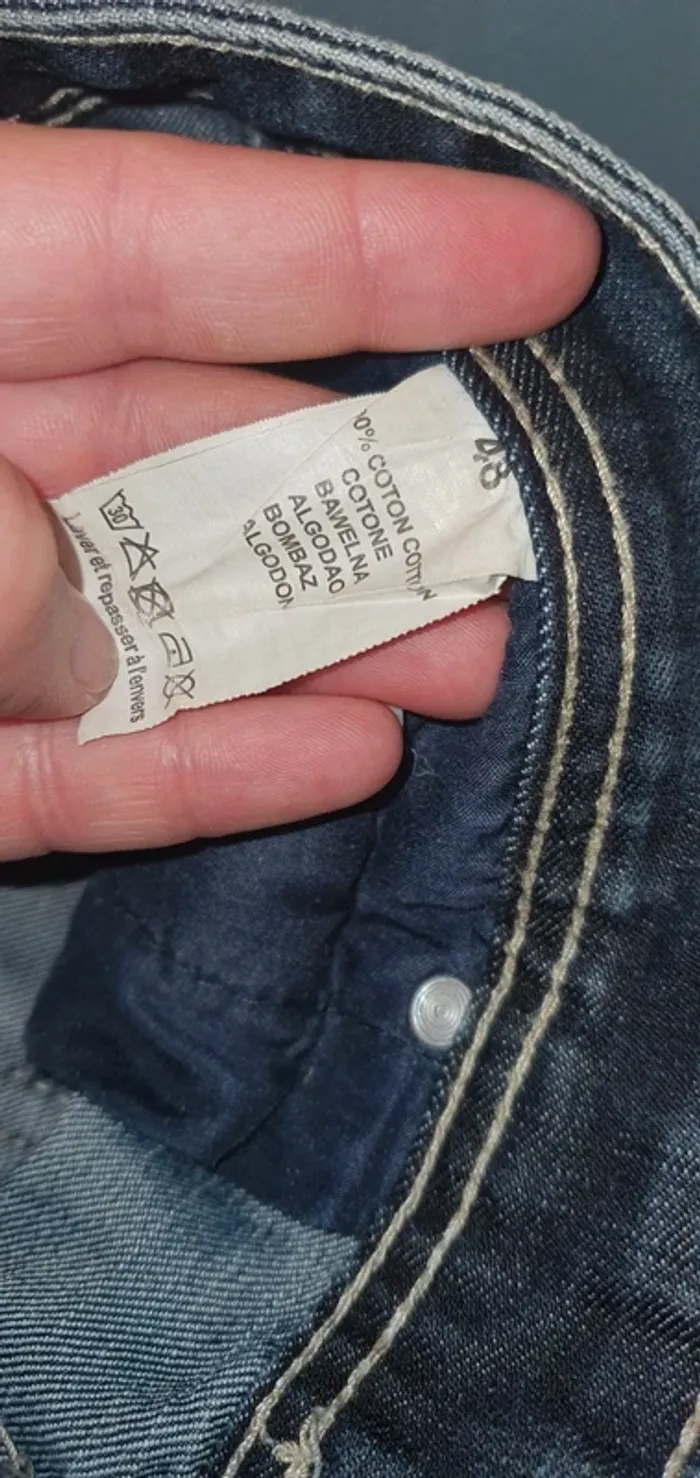 48
0% COTON COTTON
COTONE
BAWELNA
ALGODAO
BOMBAZ
ALGODON
30
Laver et repasser à l'envers